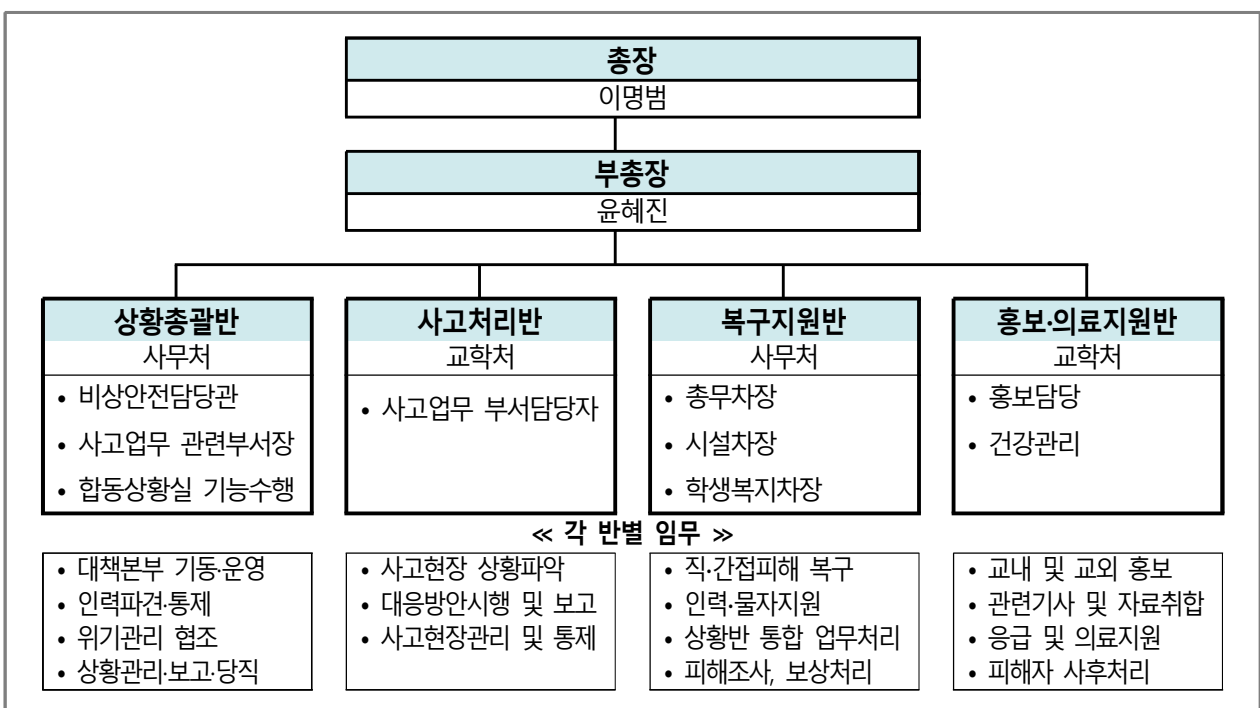 총장
이명범
부총장
윤혜진
상황총괄반
사무처
• 비상안전담당관
• 사고업무 관련부서장
• 합동상황실 기능수행
사고처리반
교학처
• 사고업무 부서담당자
복구지원반
사무처
• 총무차장
• 시설차장
• 학생복지차장
홍보·의료지원반
교학처
• 홍보담당
• 건강관리
≪ 각 반별 임무 ≫
• 대책본부 기동·운영
• 인력파견·통제
• 위기관리 협조
• 상황관리·보고·당직
• 사고현장 상황파악
• 대응방안시행 및 보고
• 사고현장관리 및 통제
• 직·간접피해 복구
• 인력·물자지원
• 상황반 통합 업무처리
• 피해조사, 보상처리
• 교내 및 교외 홍보
• 관련기사 및 자료취합
• 응급 및 의료지원
• 피해자 사후처리